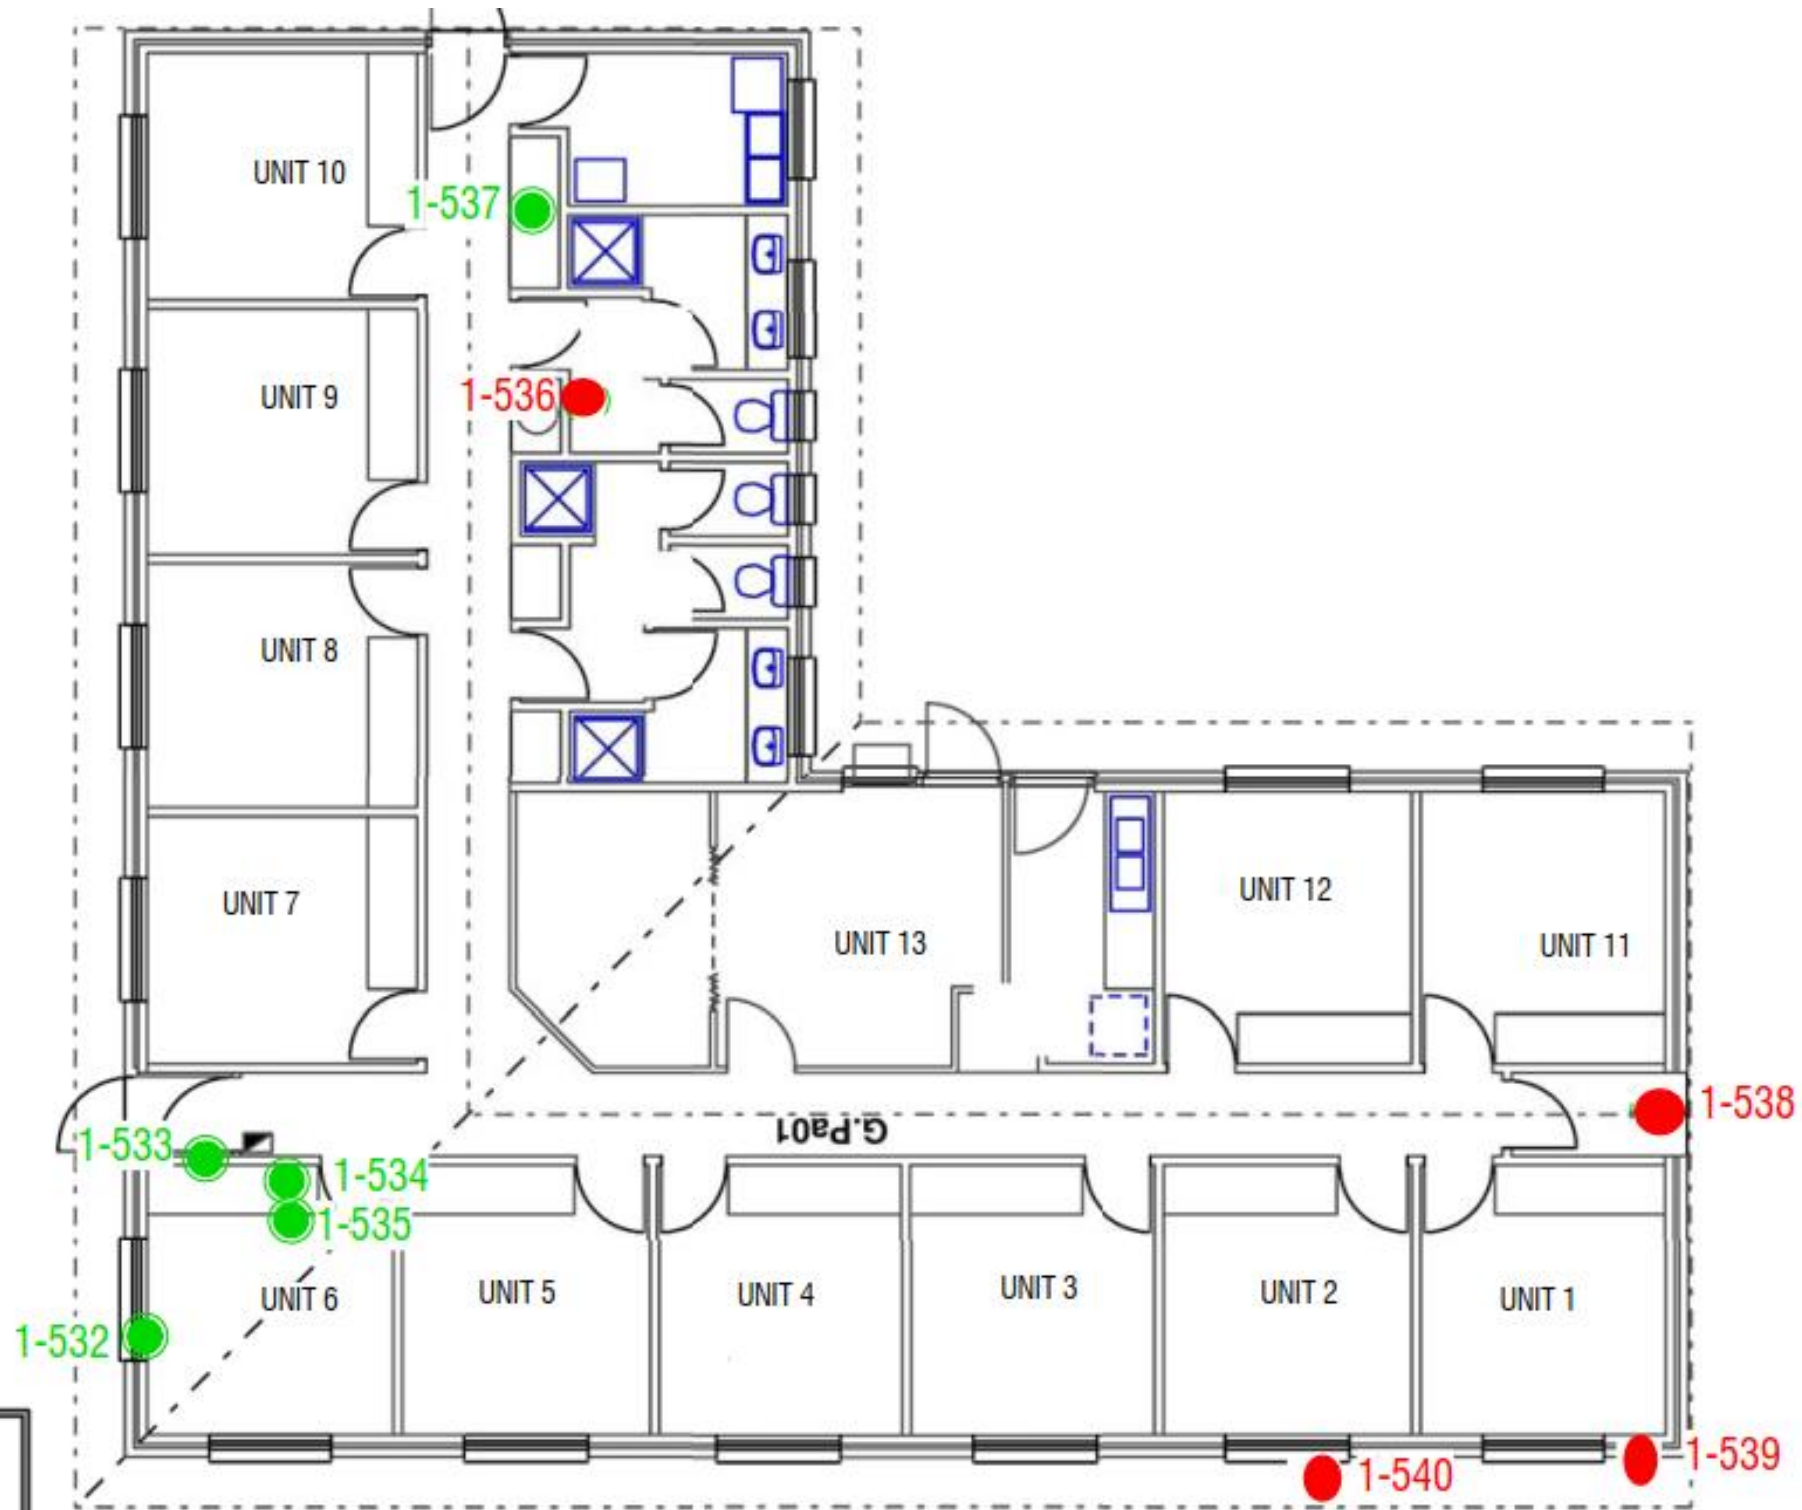 UNIT 10
1-537
UNIT 9
1-536
UNIT 8
UNIT 7
UNIT 13
UNIT 12
UNIT 11
1-538
G.Pa01
1-533
1-534
1-535
UNIT 6
UNIT 5
UNIT 4
UNIT 3
UNIT 2
UNIT 1
1-532
1-540
1-539